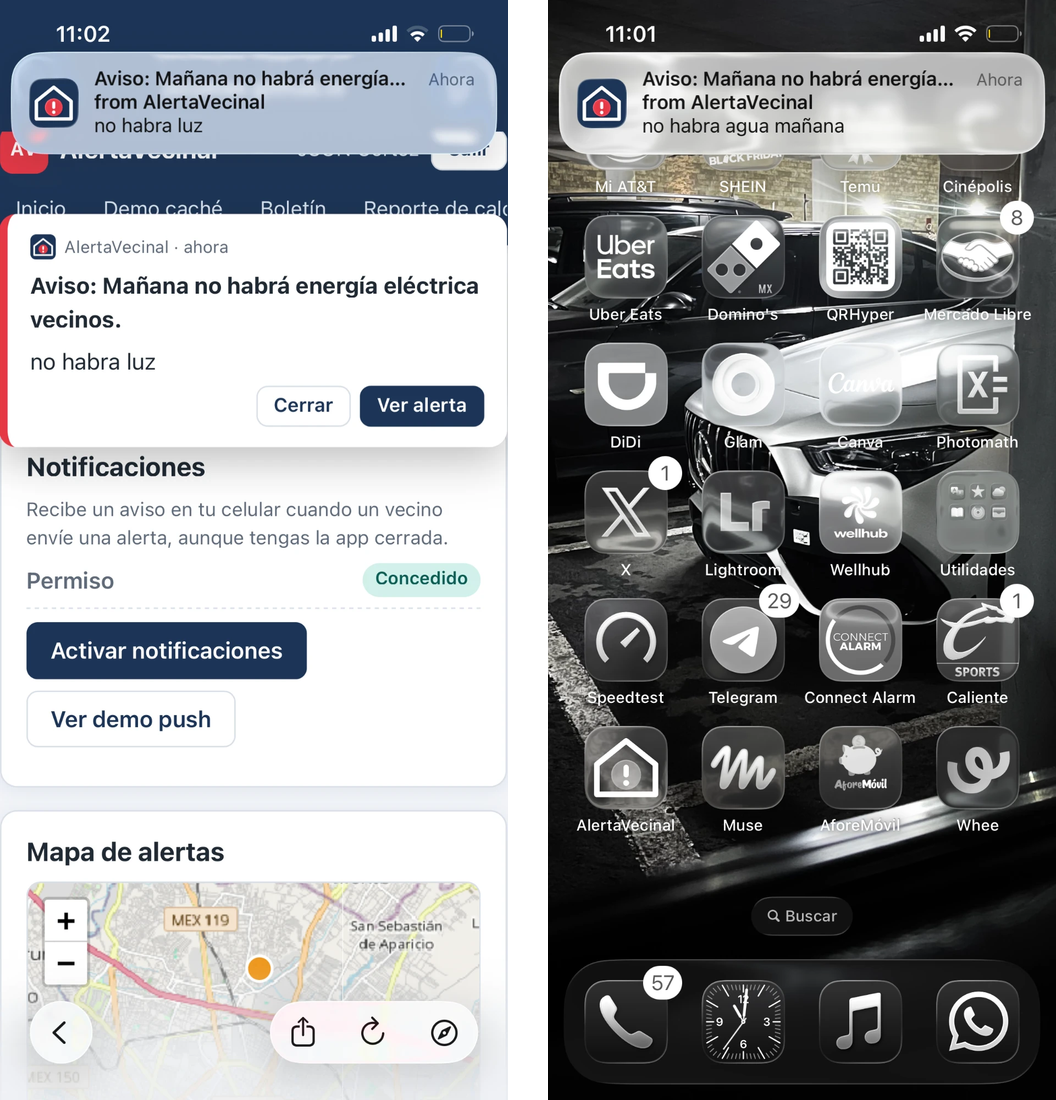 11:02
Aviso: Mañana no habrá energía... Ahora
from AlertaVecinal
no habra luz
AlertaVecinal
Salir
Inicio Demo caché Boletín Reporte de calc
AlertaVecinal · ahora
Aviso: Mañana no habrá energía eléctrica
vecinos.
no habra luz
Cerrar Ver alerta
Notificaciones
Recibe un aviso en tu celular cuando un vecino
envíe una alerta, aunque tengas la app cerrada.
Permiso Concedido
Activar notificaciones
Ver demo push
Mapa de alertas
+
MEX 119
San Sebastián
de Aparicio
−
MEX 150
11:01
Aviso: Mañana no habrá energía... Ahora
from AlertaVecinal
no habra agua mañana
BLACK FRIDAY
Mi AT&T SHEIN Temu Cinépolis
8
Uber
Eats
MX
Uber Eats Domino's QRHyper Mercado Libre
Canva
X
DiDi Glam Canva Photomath
1
X Lr wellhub
X Lightroom Wellhub Utilidades
29 1
CONNECT
ALARM
SPORTS
Speedtest Telegram Connect Alarm Caliente
AforeMóvil
AlertaVecinal Muse AforeMóvil Whee
Buscar
57
12
9 3
6